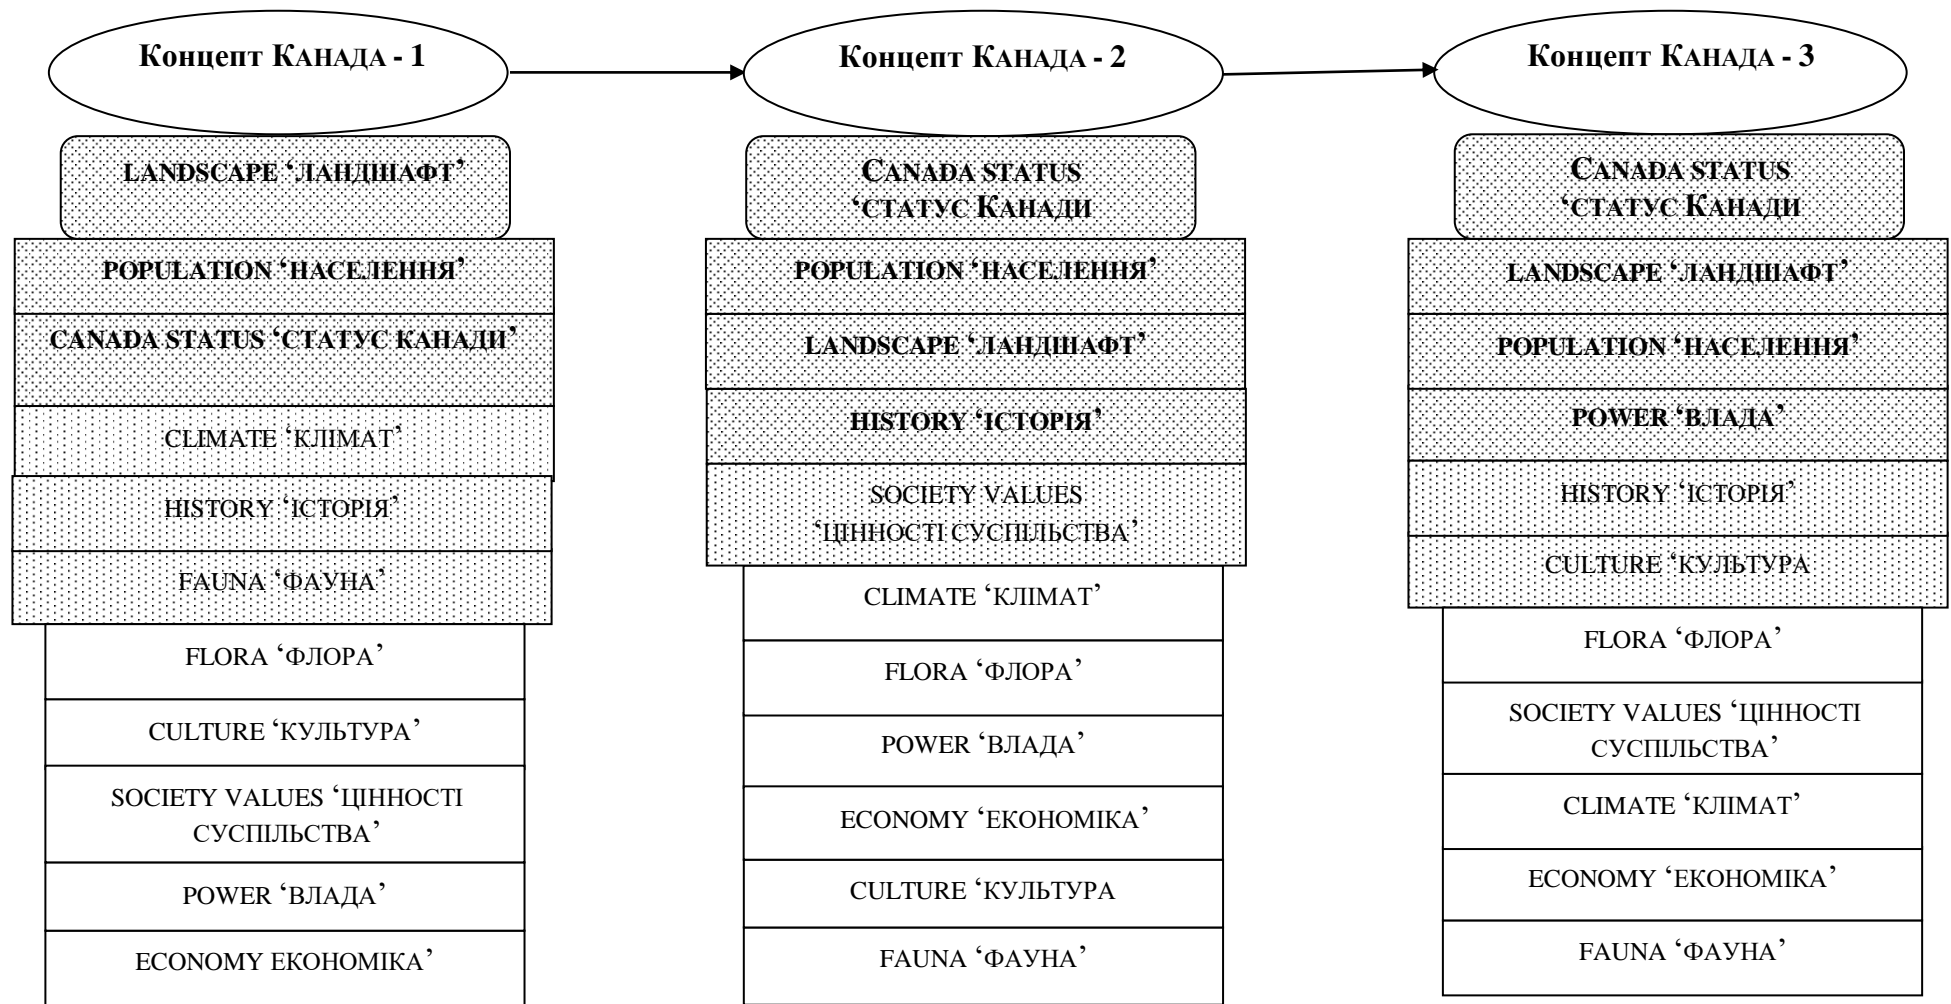 Концепт КАНАДА - 1
LANDSCAPE ‘ЛАНДШАФТ’
POPULATION ‘НАСЕЛЕННЯ’
CANADA STATUS ‘СТАТУС КАНАДИ’
CLIMATE ‘КЛІМАТ’
HISTORY ‘ІСТОРІЯ’
FAUNA ‘ФАУНА’
FLORA ‘ФЛОРА’
CULTURE ‘КУЛЬТУРА’
SOCIETY VALUES ‘ЦІННОСТІ
СУСПІЛЬСТВА’
POWER ‘ВЛАДА’
ECONOMY ЕКОНОМІКА’
Концепт КАНАДА - 2
CANADA STATUS
‘СТАТУС КАНАДИ
POPULATION ‘НАСЕЛЕННЯ’
LANDSCAPE ‘ЛАНДШАФТ’
HISTORY ‘ІСТОРІЯ’
SOCIETY VALUES
‘ЦІННОСТІ СУСПІЛЬСТВА’
CLIMATE ‘КЛІМАТ’
FLORA ‘ФЛОРА’
POWER ‘ВЛАДА’
ECONOMY ‘ЕКОНОМІКА’
CULTURE ‘КУЛЬТУРА
FAUNA ‘ФАУНА’
Концепт КАНАДА - 3
CANADA STATUS
‘СТАТУС КАНАДИ
LANDSCAPE ‘ЛАНДШАФТ’
POPULATION ‘НАСЕЛЕННЯ’
POWER ‘ВЛАДА’
HISTORY ‘ІСТОРІЯ’
CULTURE ‘КУЛЬТУРА
FLORA ‘ФЛОРА’
SOCIETY VALUES ‘ЦІННОСТІ
СУСПІЛЬСТВА’
CLIMATE ‘КЛІМАТ’
ECONOMY ‘ЕКОНОМІКА’
FAUNA ‘ФАУНА’